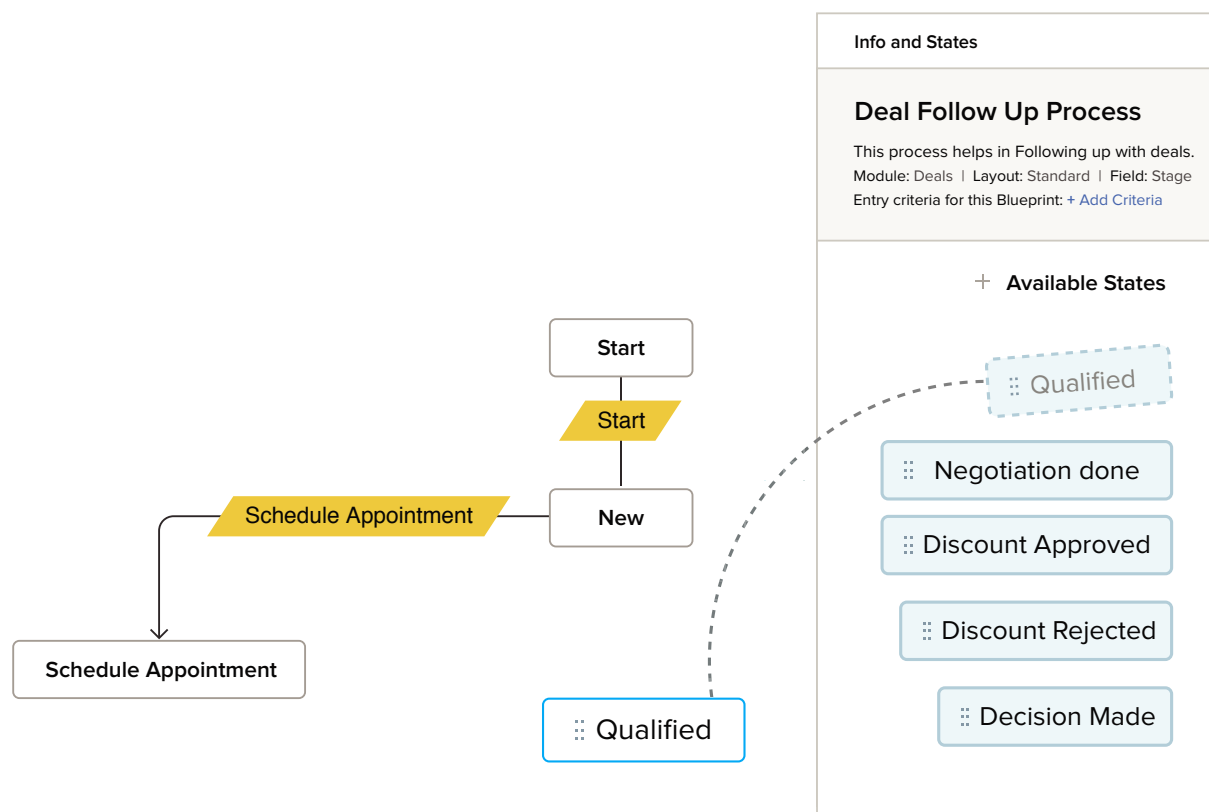 Info and States
Deal Follow Up Process
This process helps in Following up with deals.
Module: Deals | Layout: Standard | Field: Stage
Entry criteria for this Blueprint: + Add Criteria
+ Available States
Qualified
Negotiation done
Discount Approved
Discount Rejected
Decision Made
Start
Start
New
Schedule Appointment
Schedule Appointment
Qualified